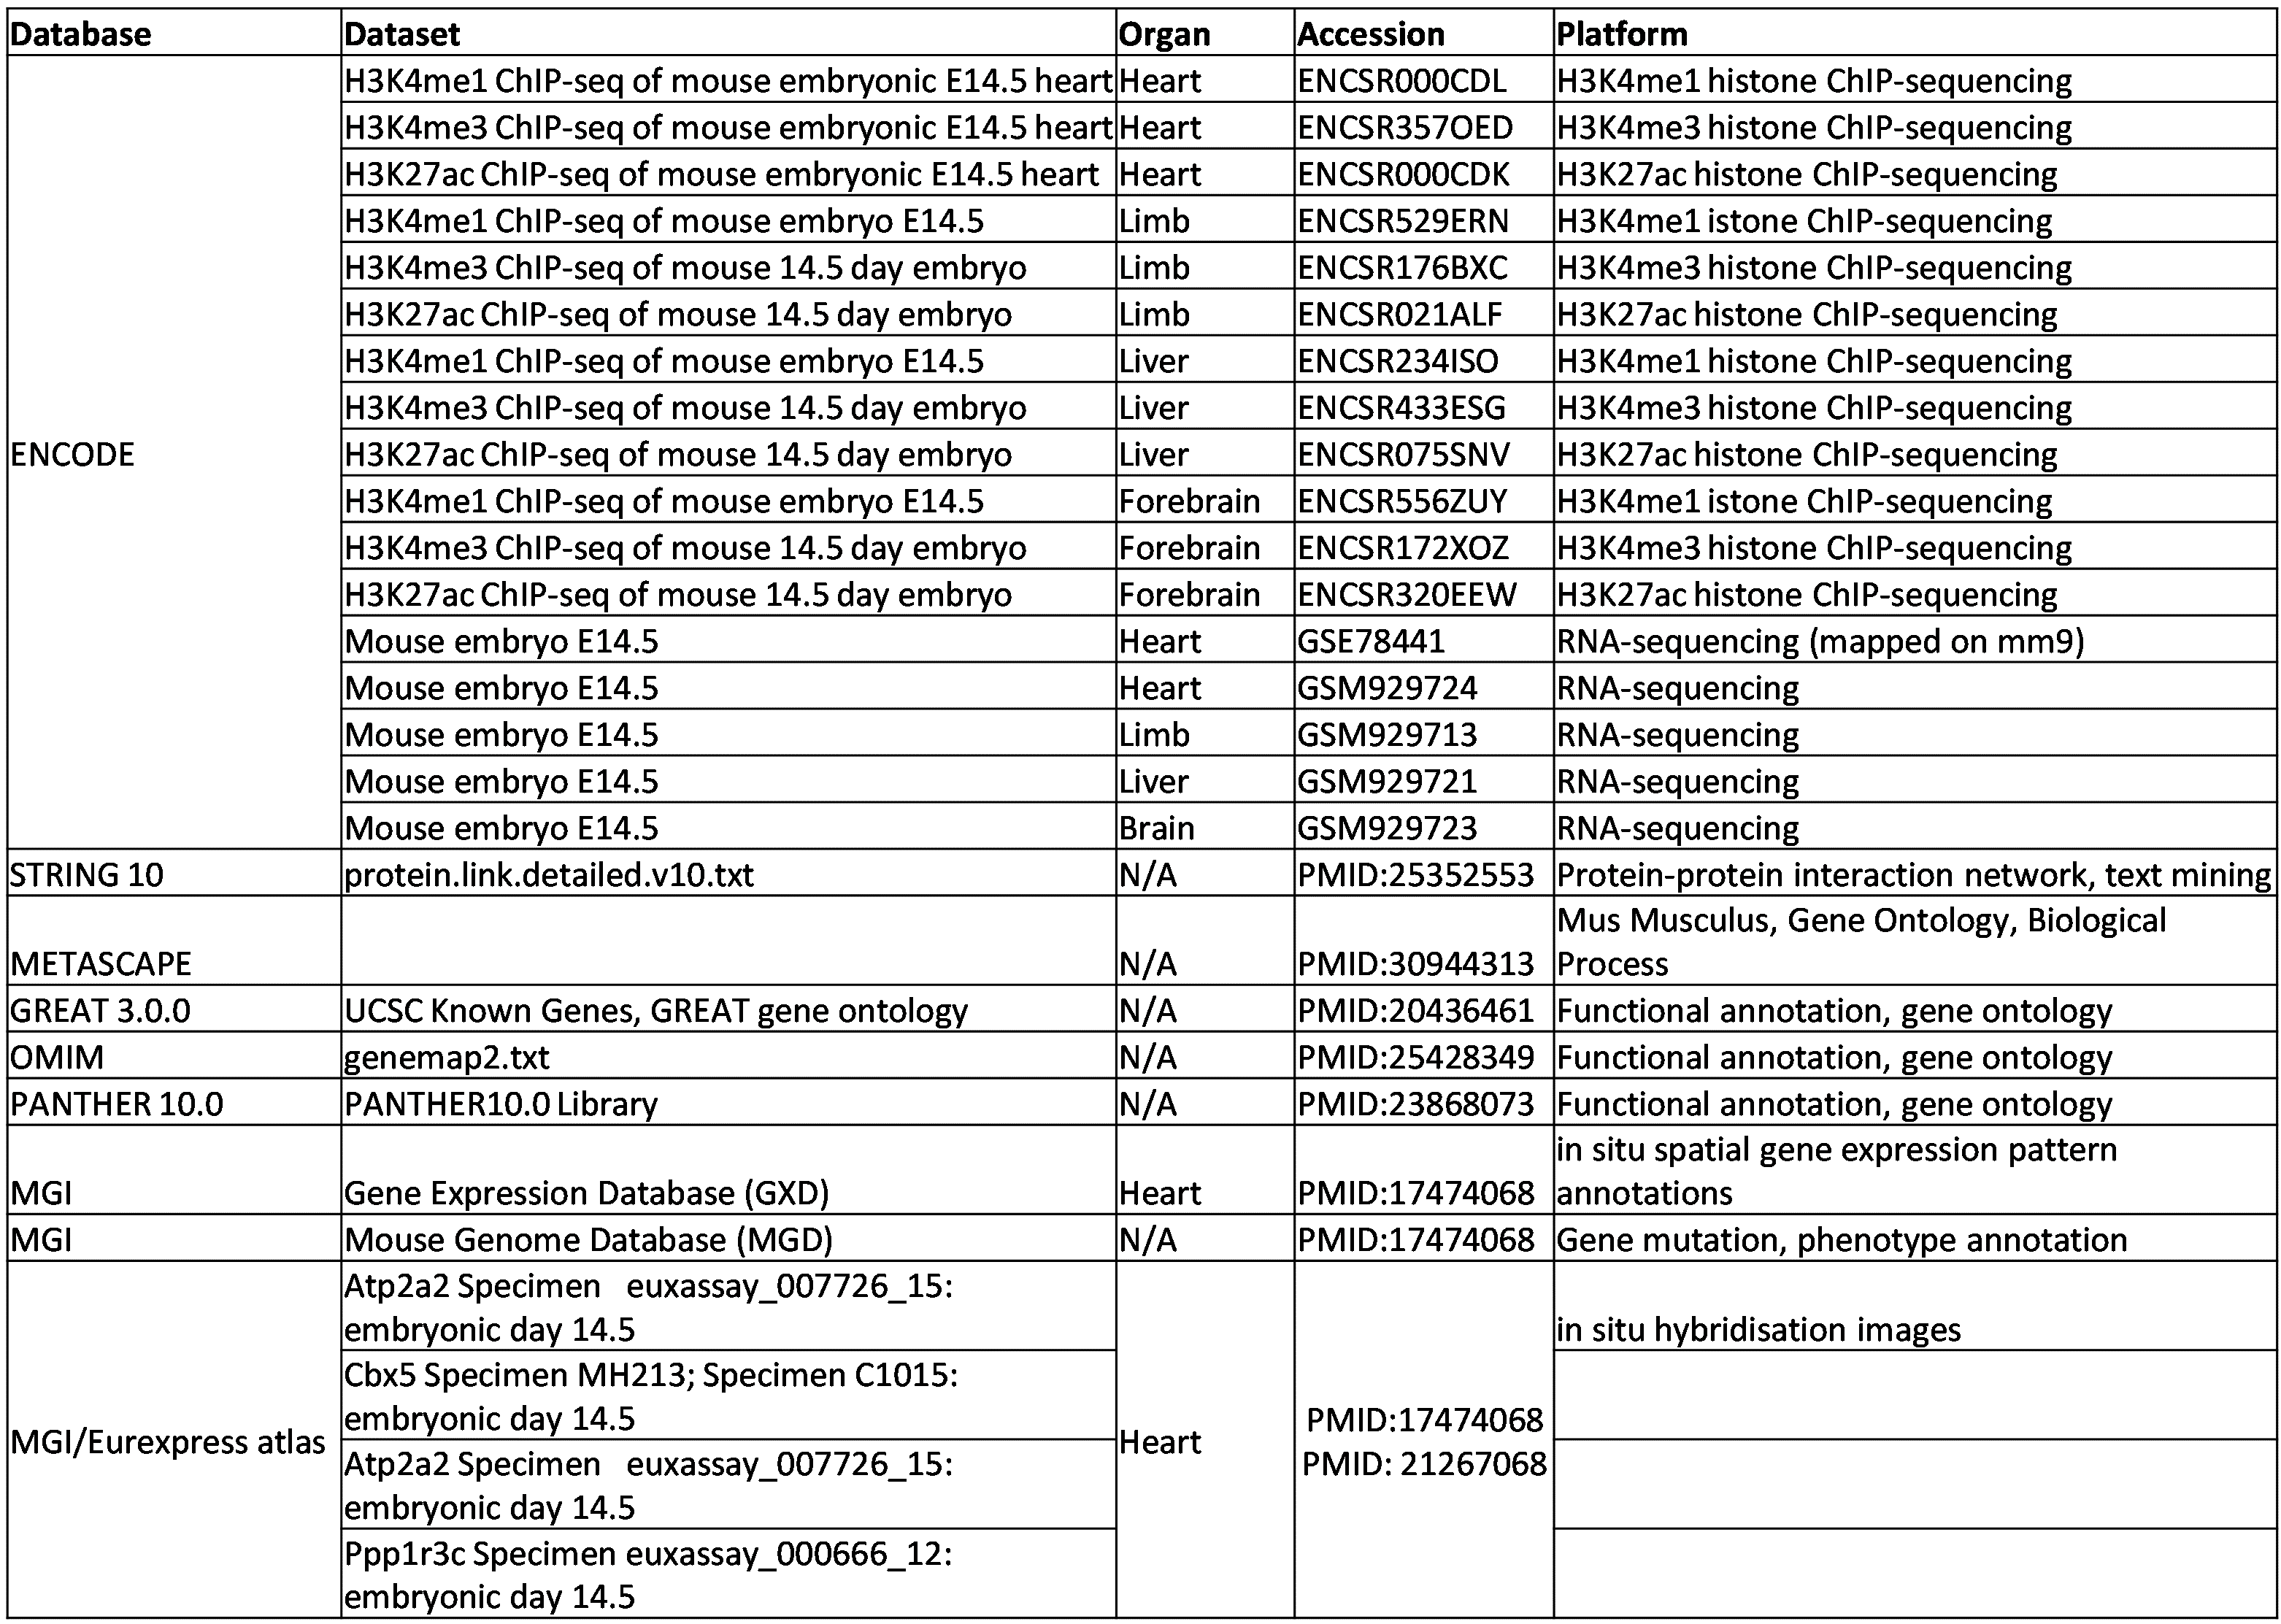 Database Dataset Organ Accession Platform
H3K4me1 ChIP-seq of mouse embryonic E14.5 heart Heart ENCSR000CDL H3K4me1 histone ChIP-sequencing
H3K4me3 ChIP-seq of mouse embryonic E14.5 heart Heart ENCSR357OED H3K4me3 histone ChIP-sequencing
H3K27ac ChIP-seq of mouse embryonic E14.5 heart Heart ENCSR000CDK H3K27ac histone ChIP-sequencing
H3K4me1 ChIP-seq of mouse embryo E14.5 Limb ENCSR529ERN H3K4me1 istone ChIP-sequencing
H3K4me3 ChIP-seq of mouse 14.5 day embryo Limb ENCSR176BXC H3K4me3 histone ChIP-sequencing
H3K27ac ChIP-seq of mouse 14.5 day embryo Limb ENCSR021ALF H3K27ac histone ChIP-sequencing
H3K4me1 ChIP-seq of mouse embryo E14.5 Liver ENCSR234ISO H3K4me1 histone ChIP-sequencing
H3K4me3 ChIP-seq of mouse 14.5 day embryo Liver ENCSR433ESG H3K4me3 histone ChIP-sequencing
ENCODE H3K27ac ChIP-seq of mouse 14.5 day embryo Liver ENCSR075SNV H3K27ac histone ChIP-sequencing
H3K4me1 ChIP-seq of mouse embryo E14.5 Forebrain ENCSR556ZUY H3K4me1 istone ChIP-sequencing
H3K4me3 ChIP-seq of mouse 14.5 day embryo Forebrain ENCSR172XOZ H3K4me3 histone ChIP-sequencing
H3K27ac ChIP-seq of mouse 14.5 day embryo Forebrain ENCSR320EEW H3K27ac histone ChIP-sequencing
Mouse embryo E14.5 Heart GSE78441 RNA-sequencing (mapped on mm9)
Mouse embryo E14.5 Heart GSM929724 RNA-sequencing
Mouse embryo E14.5 Limb GSM929713 RNA-sequencing
Mouse embryo E14.5 Liver GSM929721 RNA-sequencing
Mouse embryo E14.5 Brain GSM929723 RNA-sequencing
STRING 10 protein.link.detailed.v10.txt N/A PMID:25352553 Protein-protein interaction network, text mining
Mus Musculus, Gene Ontology, Biological
METASCAPE N/A PMID:30944313 Process
GREAT 3.0.0 UCSC Known Genes, GREAT gene ontology N/A PMID:20436461 Functional annotation, gene ontology
OMIM genemap2.txt N/A PMID:25428349 Functional annotation, gene ontology
PANTHER 10.0 PANTHER10.0 Library N/A PMID:23868073 Functional annotation, gene ontology
in situ spatial gene expression pattern
MGI Gene Expression Database (GXD) Heart PMID:17474068 annotations
MGI Mouse Genome Database (MGD) N/A PMID:17474068 Gene mutation, phenotype annotation
Atp2a2 Specimen euxassay_007726_15:
embryonic day 14.5 in situ hybridisation images
Cbx5 Specimen MH213; Specimen C1015:
embryonic day 14.5 PMID:17474068
MGI/Eurexpress atlas Heart
Atp2a2 Specimen euxassay_007726_15: PMID: 21267068
embryonic day 14.5
Ppp1r3c Specimen euxassay_000666_12:
embryonic day 14.5